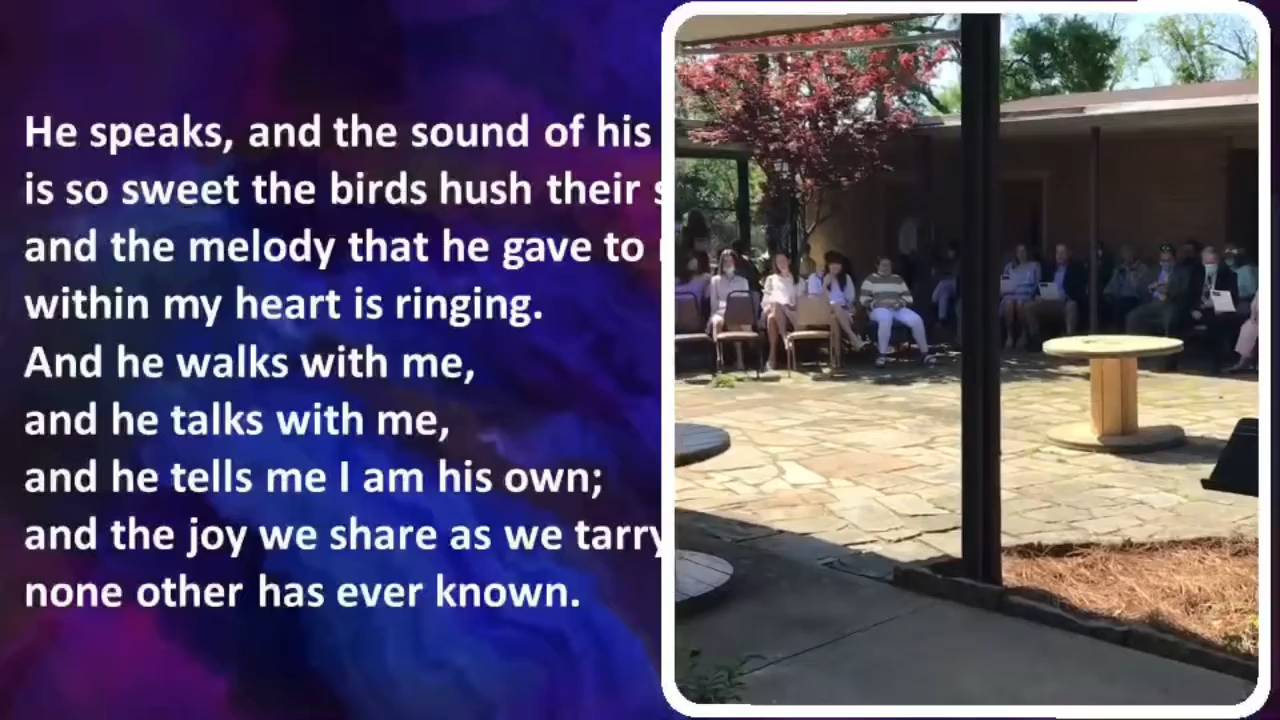 He speaks, and the sound of his
is so sweet the birds hush their
and the melody that he gave to
within my heart is ringing.
And he walks with me,
and he talks with me,
and he tells me I am his own;
and the joy we share as we tarry
none other has ever known.